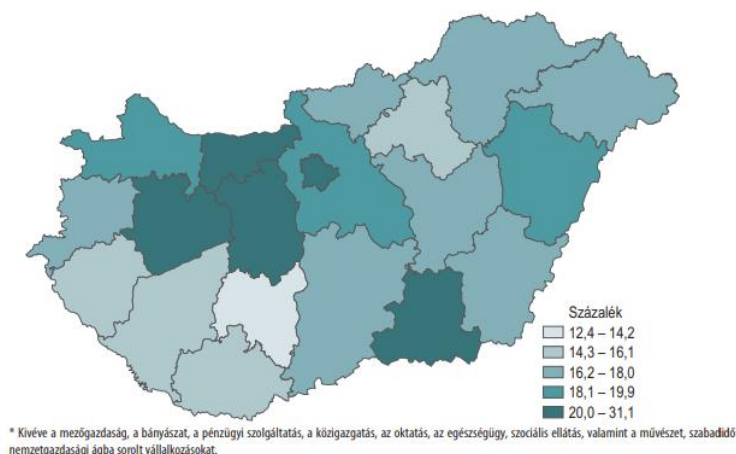 Százalék
12,4 – 14,2
14,3 – 16,1
16,2 – 18,0
18,1 – 19,9
20,0 – 31,1
* Kivéve a mezőgazdaság, a bányászat, a pénzügyi szolgáltatás, a közigazgatás, az oktatás, az egészségügy, szociális ellátás, valamint a művészet, szabadidő
nemzetgazdasági ágba sorolt vállalkozásokat.